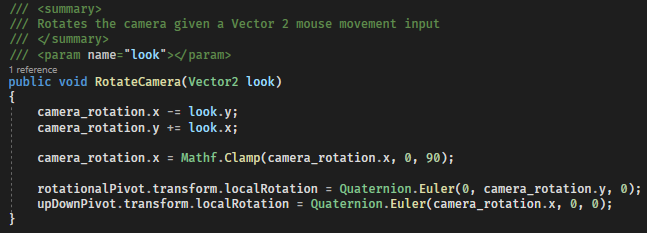 /// <summary>
/// Rotates the camera given a Vector 2 mouse movement input
/// </summary>
/// <param name="look"></param>
1 reference
public void RotateCamera(Vector2 look)
{
    camera_rotation.x -= look.y;
    camera_rotation.y += look.x;

    camera_rotation.x = Mathf.Clamp(camera_rotation.x, 0, 90);

    rotationalPivot.transform.localRotation = Quaternion.Euler(0, camera_rotation.y, 0);
    upDownPivot.transform.localRotation = Quaternion.Euler(camera_rotation.x, 0, 0);
}